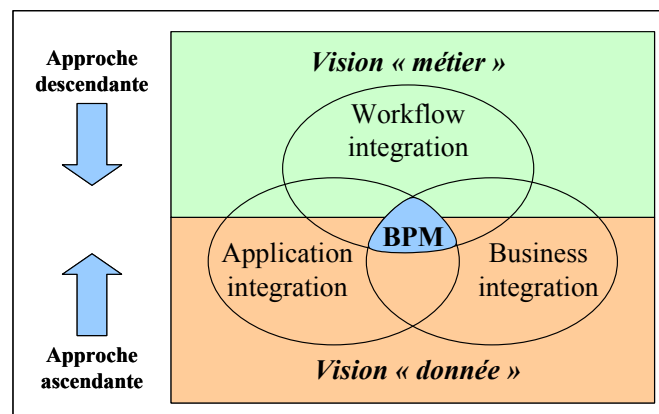 Approche
descendante
Vision « métier »
Workflow
integration
BPM
Application
integration
Business
integration
Approche
ascendante
Vision « donnée »